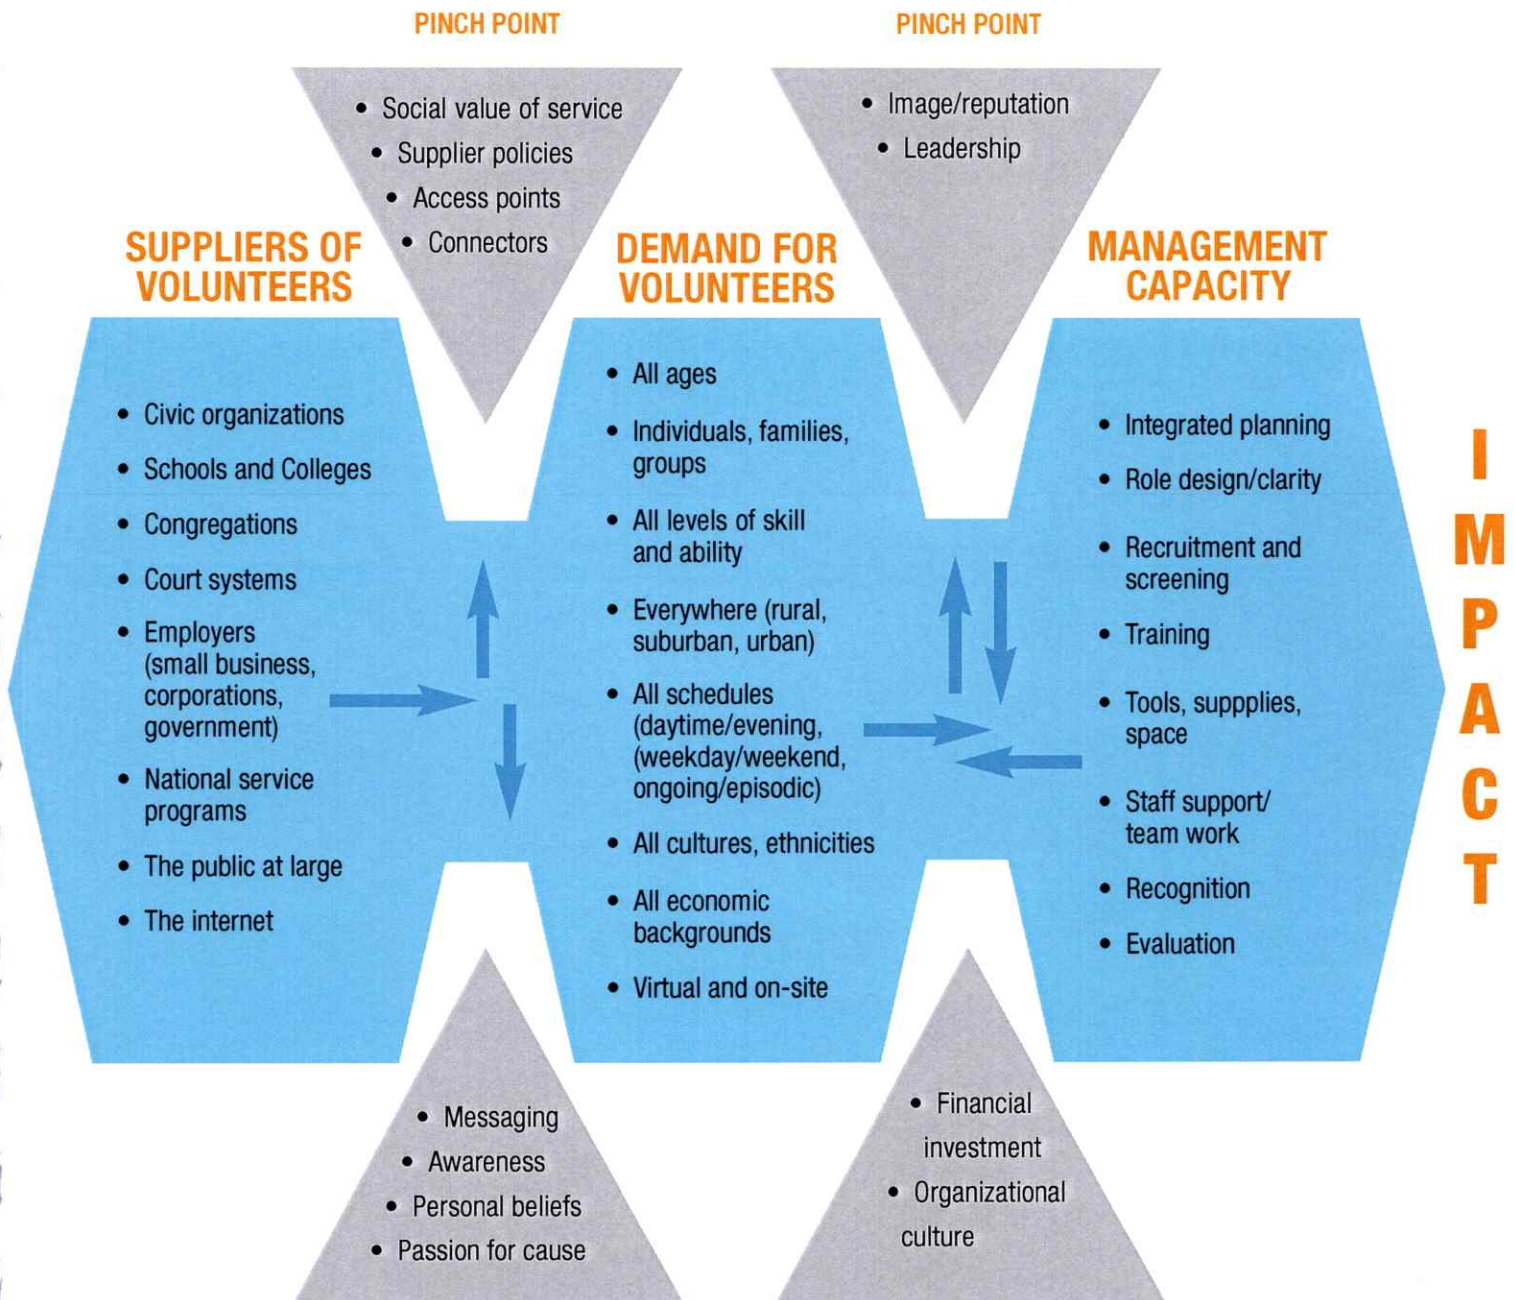 PINCH POINT
PINCH POINT
• Social value of service
• Supplier policies
• Access points
• Connectors
• Image/reputation
• Leadership
SUPPLIERS OF
VOLUNTEERS
• Civic organizations
• Schools and Colleges
• Congregations
• Court systems
• Employers
(small business,
corporations,
government)
• National service
programs
• The public at large
• The internet
DEMAND FOR
VOLUNTEERS
• All ages
• Individuals, families,
groups
• All levels of skill
and ability
• Everywhere (rural,
suburban, urban)
• All schedules
(daytime/evening,
(weekday/weekend,
ongoing/episodic)
• All cultures, ethnicities
• All economic
backgrounds
• Virtual and on-site
MANAGEMENT
CAPACITY
• Integrated planning
• Role design/clarity
• Recruitment and
screening
• Training
• Tools, suppplies,
space
• Staff support/
team work
• Recognition
• Evaluation
IMPACT
• Messaging
• Awareness
• Personal beliefs
• Passion for cause
• Financial
investment
• Organizational
culture